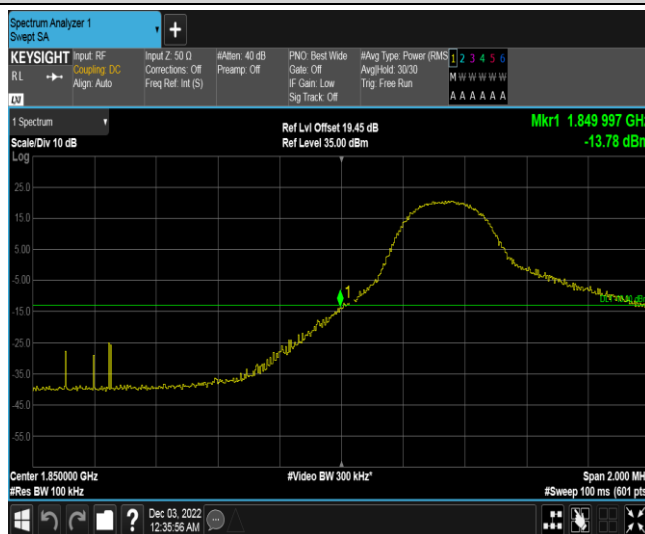 Spectrum Analyzer 1
Swept SA
+
KEYSIGHT
RL
Input: RF
Coupling: DC
Align: Auto
Input Z: 50 Ω
Corrections: Off
Freq Ref: Int (S)
#Atten: 40 dB
Preamp: Off
PNO: Best Wide
Gate: Off
IF Gain: Low
Sig Track: Off
#Avg Type: Power (RMS
Avg|Hold: 30/30
Trig: Free Run
1 2 3 4 5 6
M W W W W W
A A A A A A
LXI
1 Spectrum
Scale/Div 10 dB
Ref Lvl Offset 19.45 dB
Ref Level 35.00 dBm
Mkr1 1.849 997 GHz
-13.78 dBm
Log
25.0
15.0
5.00
-5.00
-15.0
-25.0
-35.0
-45.0
-55.0
1
Center 1.850000 GHz
#Res BW 100 kHz
#Video BW 300 kHz*
Span 2.000 MH
#Sweep 100 ms (601 pts
?
Dec 03, 2022
12:35:56 AM